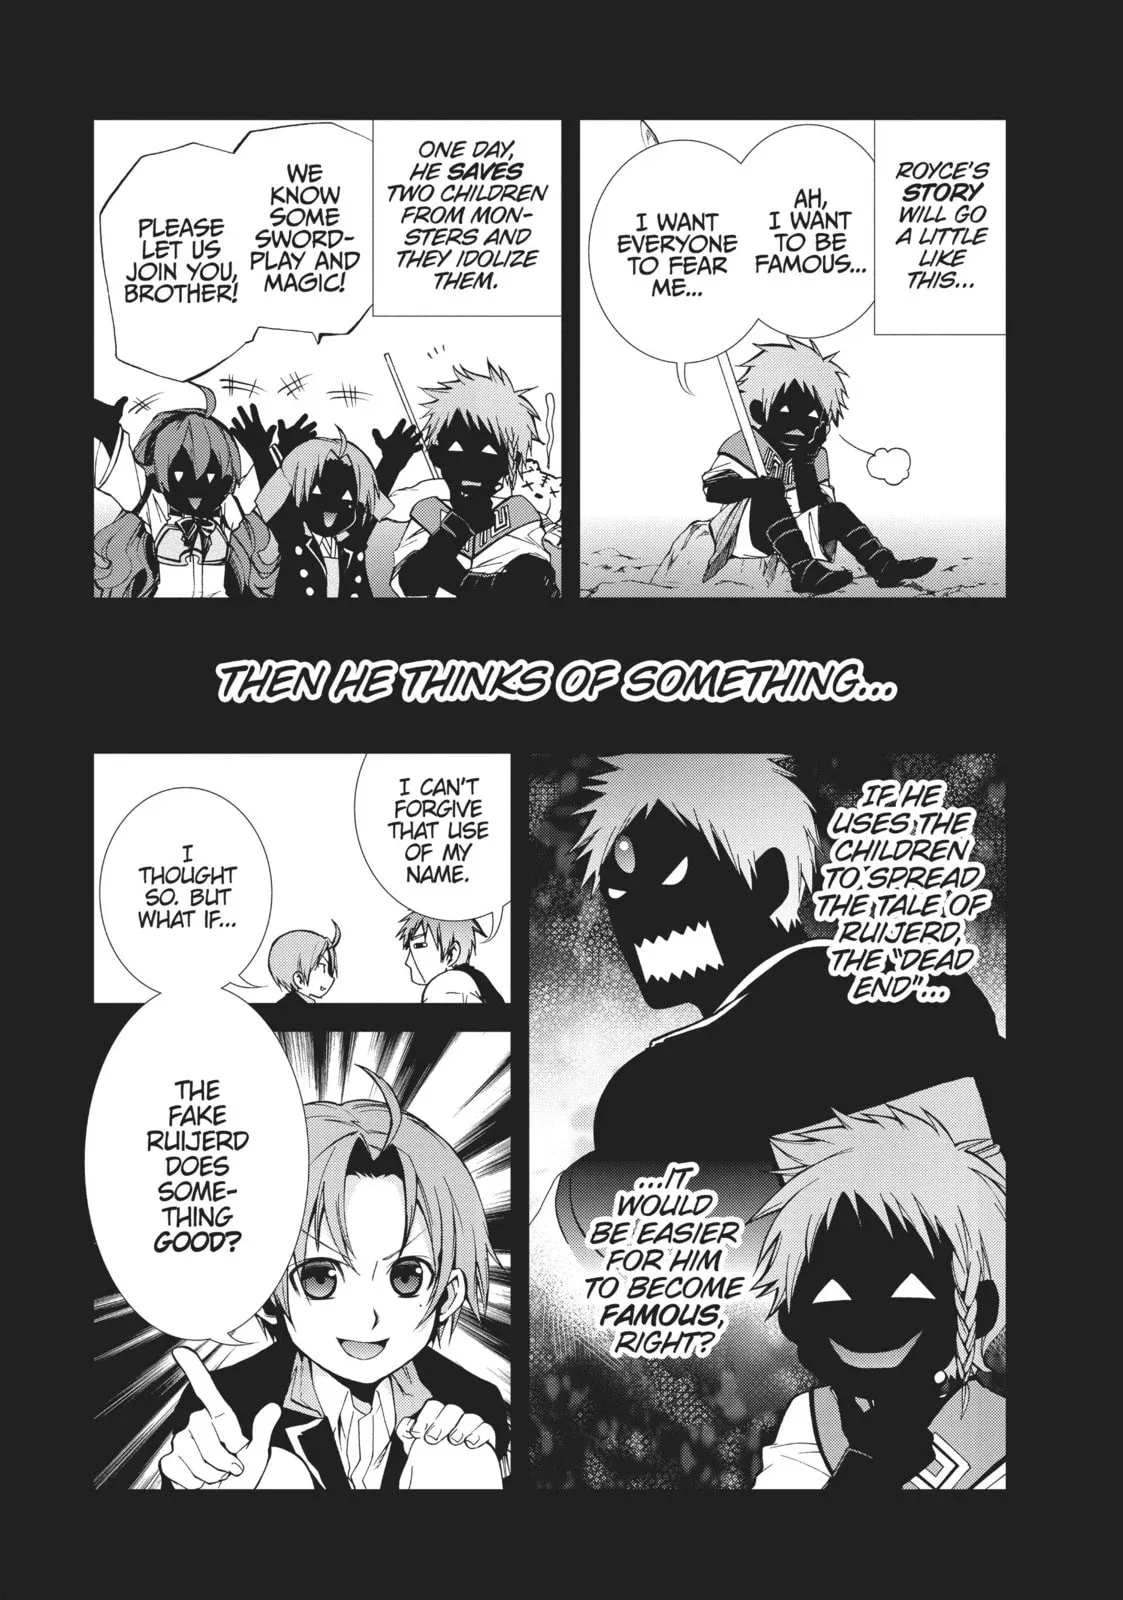 ROYCE'S
STORY
WILL GO
A LITTLE
LIKE
THIS...
AH,
I WANT
TO BE
FAMOUS...
I WANT
EVERYONE
TO FEAR
ME...
ONE DAY,
HE SAVES
TWO CHILDREN
FROM MON-
STERS AND
THEY IDOLIZE
THEM.
WE
KNOW
SOME
SWORD-
PLAY AND
MAGIC!
PLEASE
LET US
JOIN YOU,
BROTHER!
THEN HE THINKS OF SOMETHING...
IF HE
USES THE
CHILDREN
TO SPREAD
THE TALE OF
RUIJERD,
THE "DEAD
END"...
...IT
WOULD
BE EASIER
FOR HIM
TO BECOME
FAMOUS,
RIGHT?
I CAN'T
FORGIVE
THAT USE
OF MY
NAME.
I
THOUGHT
SO. BUT
WHAT IF...
THE
FAKE
RUIJERD
DOES
SOME-
THING
GOOD?